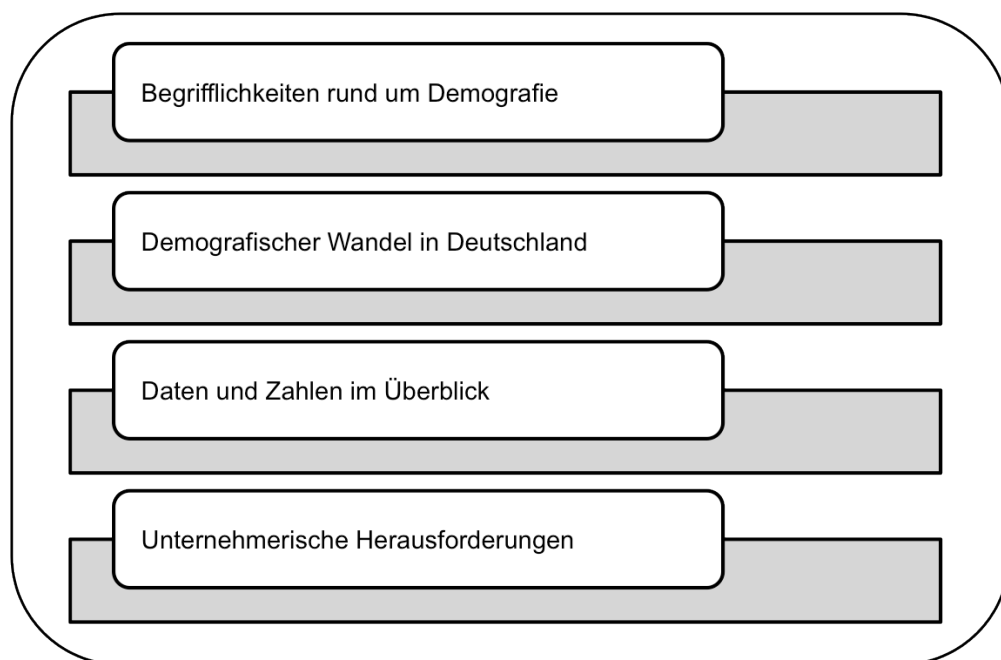 Begrifflichkeiten rund um Demografie
Demografischer Wandel in Deutschland
Daten und Zahlen im Überblick
Unternehmerische Herausforderungen